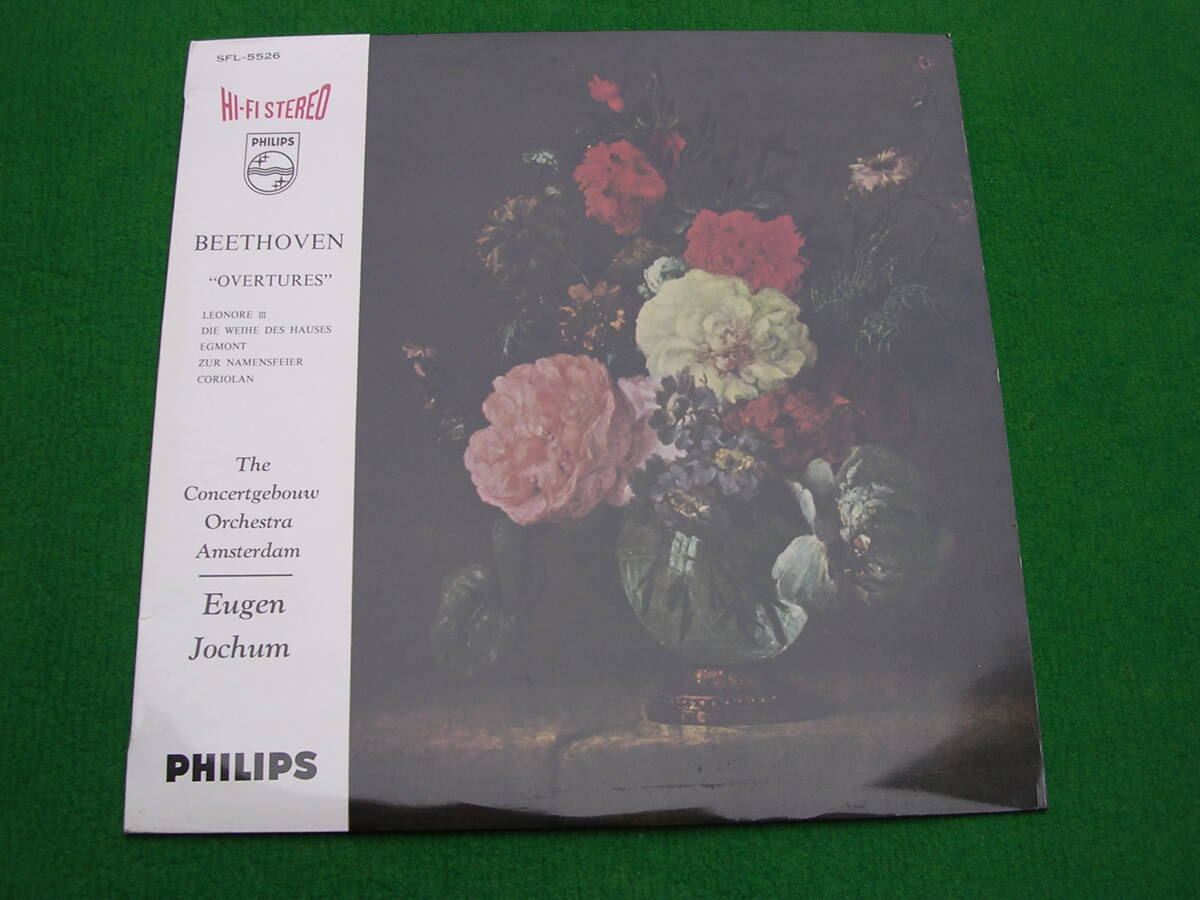 SFL-5526
HI-FI STEREO
PHILIPS
BEETHOVEN
“OVERTURES”
LEONORE III
DIE WEIHE DES HAUSES
EGMONT
ZUR NAMENSFEIER
CORIOLAN
The
Concertgebouw
Orchestra
Amsterdam
Eugen
Jochum
PHILIPS